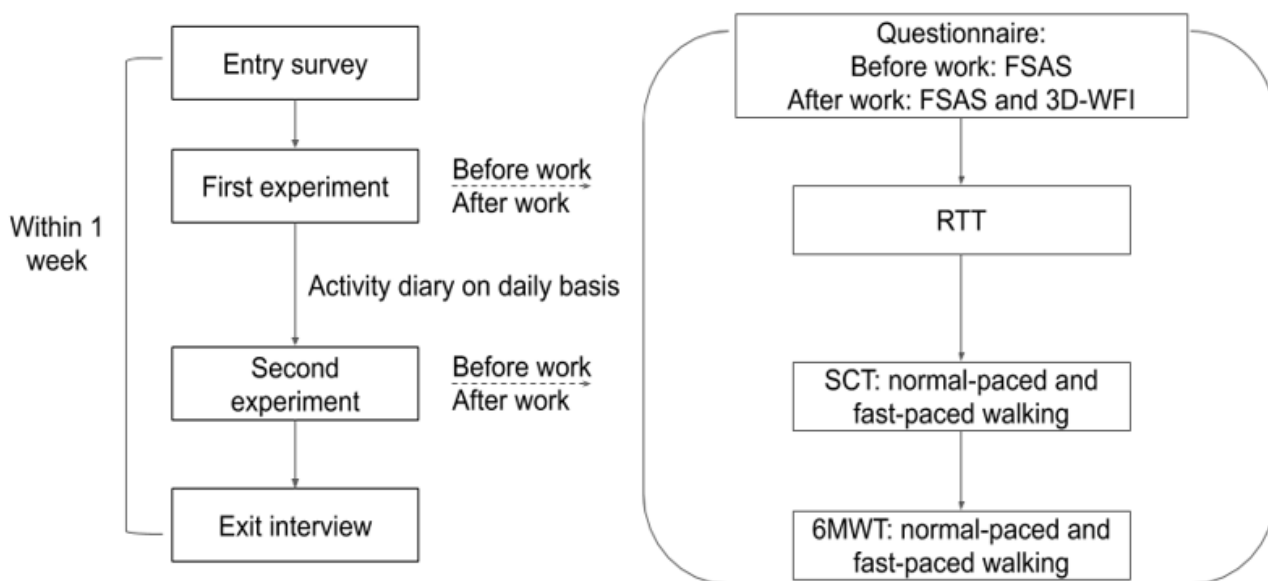 Entry survey
First experiment
Before work
After work
Within 1
week
Activity diary on daily basis
Second
experiment
Before work
After work
Exit interview
Questionnaire:
Before work: FSAS
After work: FSAS and 3D-WFI
RTT
SCT: normal-paced and
fast-paced walking
6MWT: normal-paced and
fast-paced walking